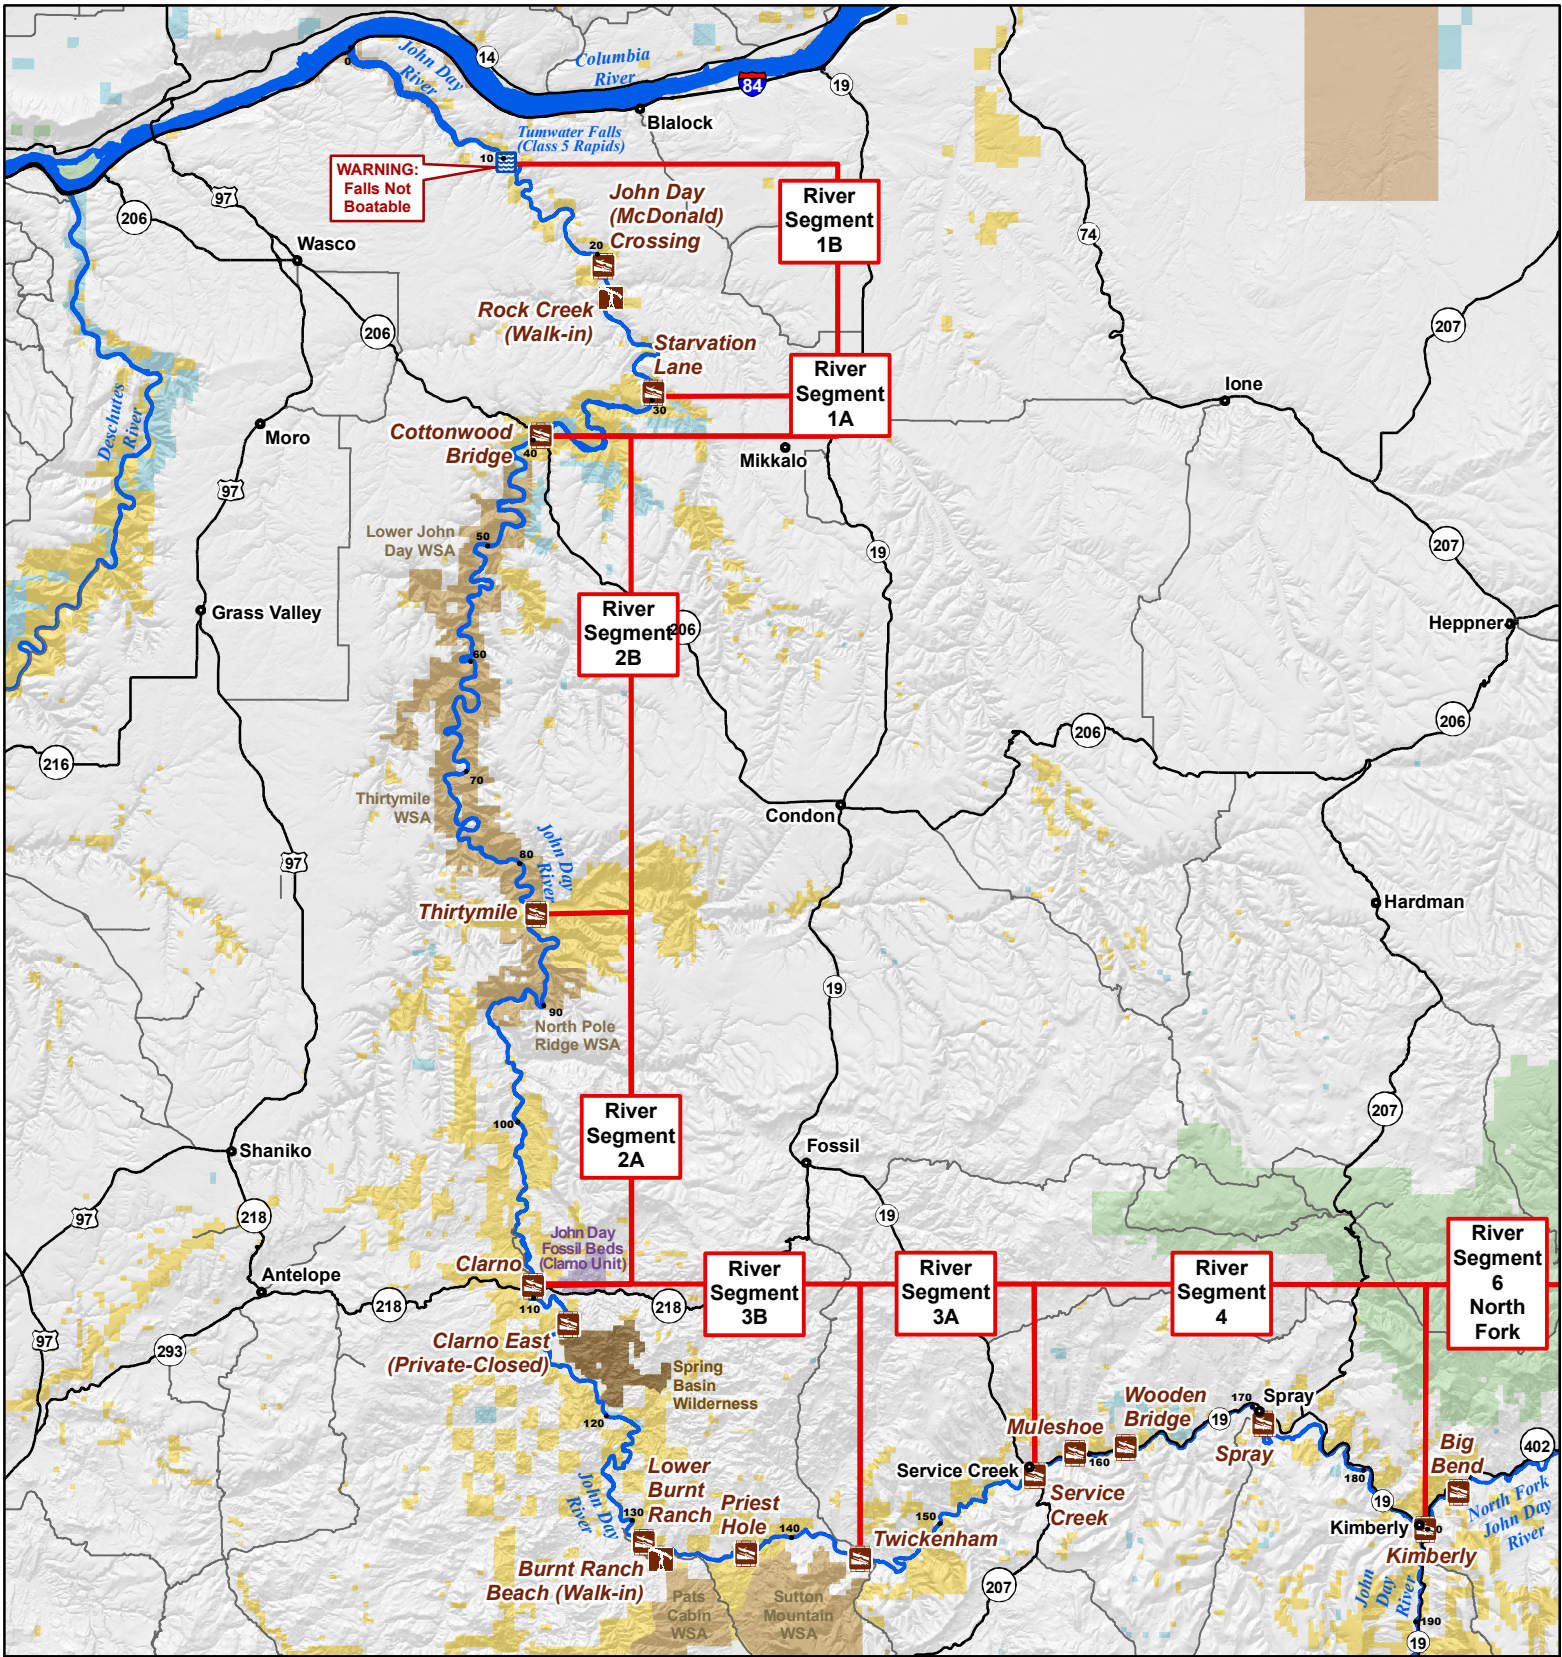 14
Columbia
River
John Day
River
0
84
19
Blalock
Tumwater Falls
(Class 5 Rapids)
10
WARNING:
Falls Not
Boatable
97
206
Wasco
John Day
(McDonald)
Crossing
20
River
Segment
1B
74
Rock Creek
(Walk-in)
206
Starvation
Lane
30
River
Segment
1A
207
Ione
Deschutes
River
Moro
Cottonwood
Bridge
40
Mikkalo
97
Lower John
Day WSA
50
19
207
Grass Valley
River
Segment
2B
206
Heppner
60
216
206
206
70
Thirtymile
WSA
Condon
97
80
John Day
River
Thirtymile
Hardman
19
90
North Pole
Ridge WSA
100
River
Segment
2A
207
Fossil
Shaniko
97
218
19
John Day
Fossil Beds
(Clarno Unit)
Clarno
Antelope
218
110
218
River
Segment
3B
River
Segment
3A
River
Segment
4
River
Segment
6
North
Fork
97
293
Clarno East
(Private-Closed)
Spring
Basin
Wilderness
120
Wooden
Bridge
170
Spray
19
Muleshoe
160
Spray
Big
Bend
402
Service Creek
Service
Creek
180
19
North Fork
John Day
River
Lower
Burnt
Ranch
John Day
River
130
Priest
Hole
140
150
Twickenham
Kimberly
0
Kimberly
Burnt Ranch
Beach (Walk-in)
Pats
Cabin
WSA
Sutton
Mountain
WSA
207
John
Day
River
190
19